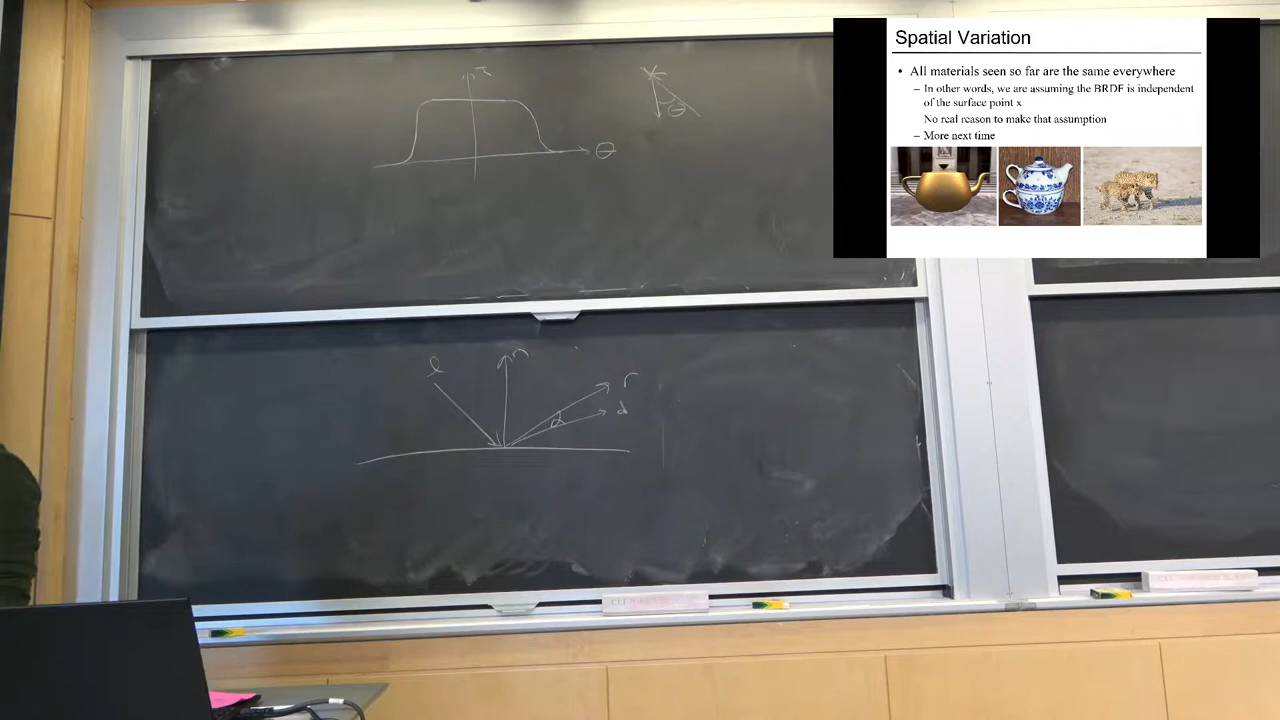 Spatial Variation
• All materials seen so far are the same everywhere
– In other words, we are assuming the BRDF is independent
of the surface point x
No real reason to make that assumption
– More next time
I
Θ
Θ
l
n
r
α
d